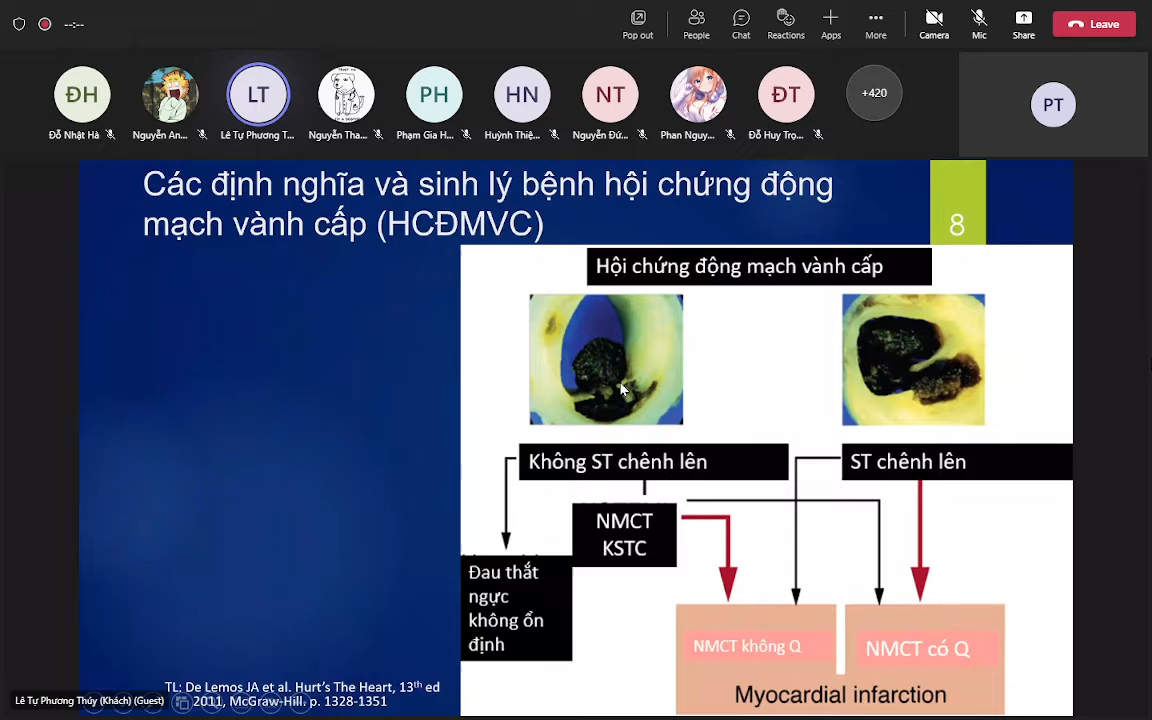 --:--
Pop out
People
Chat
Reactions
Apps
More
Camera
Mic
Share
Leave
ĐH
LT
PH
HN
NT
ĐT
+420
PT
Đỗ Nhật Hà
Nguyễn An...
Lê Tự Phương T...
Nguyễn Tha...
Phạm Gia H...
Huỳnh Thiệ...
Nguyễn Đứ...
Phan Nguy...
Đỗ Huy Trọ...
Các định nghĩa và sinh lý bệnh hội chứng động
mạch vành cấp (HCĐMVC)
8
Hội chứng động mạch vành cấp
Không ST chênh lên
ST chênh lên
NMCT
KSTC
Đau thắt
ngực
không ổn
định
NMCT không Q
NMCT có Q
Myocardial infarction
TL: De Lemos JA et al. Hurt's The Heart, 13th ed
2011, McGraw-Hill. p. 1328-1351
Lê Tự Phương Thúy (Khách) (Guest)